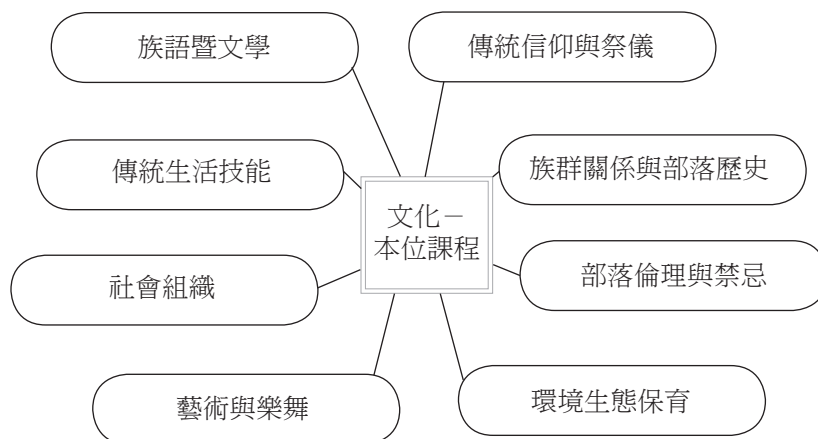 族語暨文學
傳統信仰與祭儀
傳統生活技能
族群關係與部落歷史
文化－
本位課程
社會組織
部落倫理與禁忌
藝術與樂舞
環境生態保育